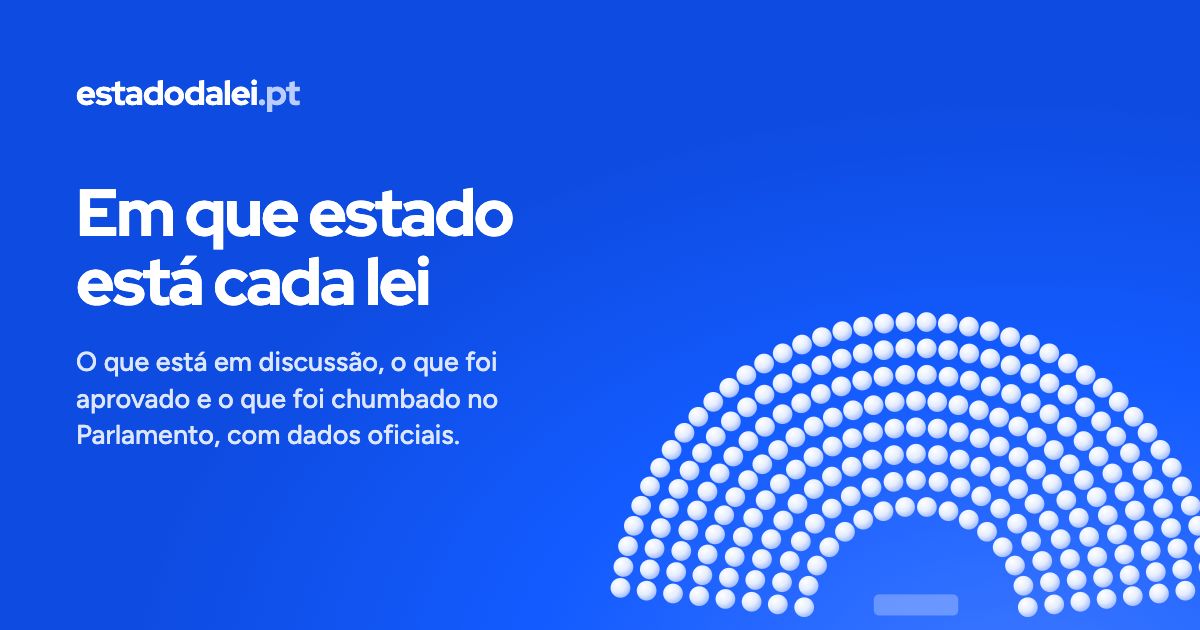 estadodalei.pt
Em que estado
está cada lei
O que está em discussão, o que foi
aprovado e o que foi chumbado no
Parlamento, com dados oficiais.